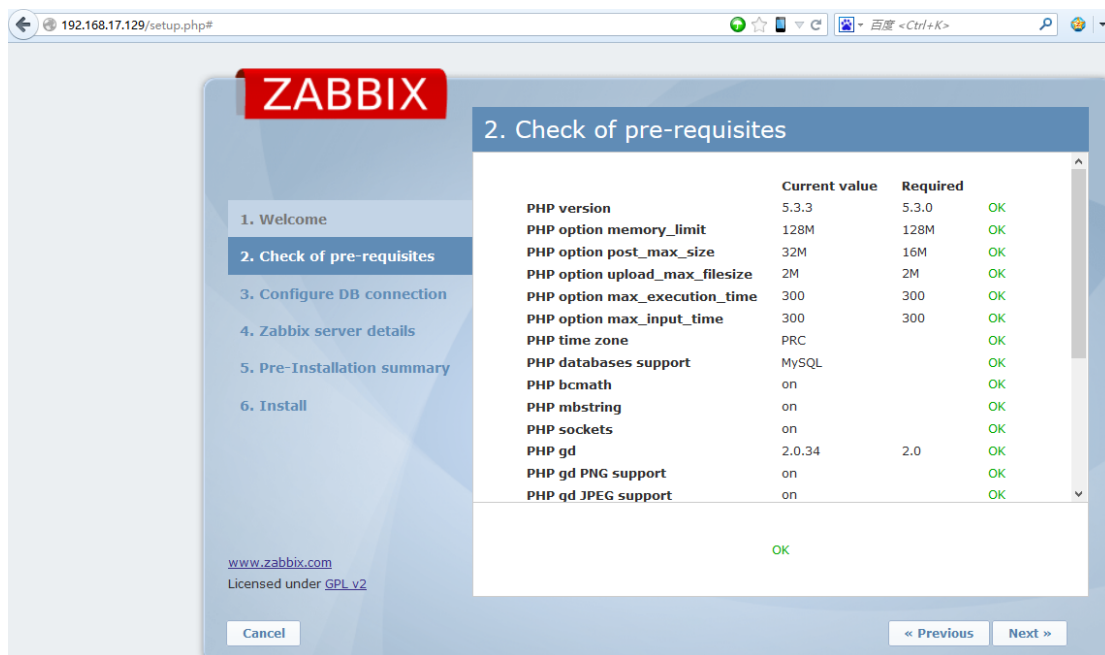 192.168.17.129/setup.php#
百度 <Ctrl+K>
ZABBIX
2. Check of pre-requisites
1. Welcome
2. Check of pre-requisites
3. Configure DB connection
4. Zabbix server details
5. Pre-Installation summary
6. Install
Current value Required
PHP version 5.3.3 5.3.0 OK
PHP option memory_limit 128M 128M OK
PHP option post_max_size 32M 16M OK
PHP option upload_max_filesize 2M 2M OK
PHP option max_execution_time 300 300 OK
PHP option max_input_time 300 300 OK
PHP time zone PRC OK
PHP databases support MySQL OK
PHP bcmath on OK
PHP mbstring on OK
PHP sockets on OK
PHP gd 2.0.34 2.0 OK
PHP gd PNG support on OK
PHP gd JPEG support on OK
OK
www.zabbix.com
Licensed under GPL v2
Cancel
« Previous
Next »